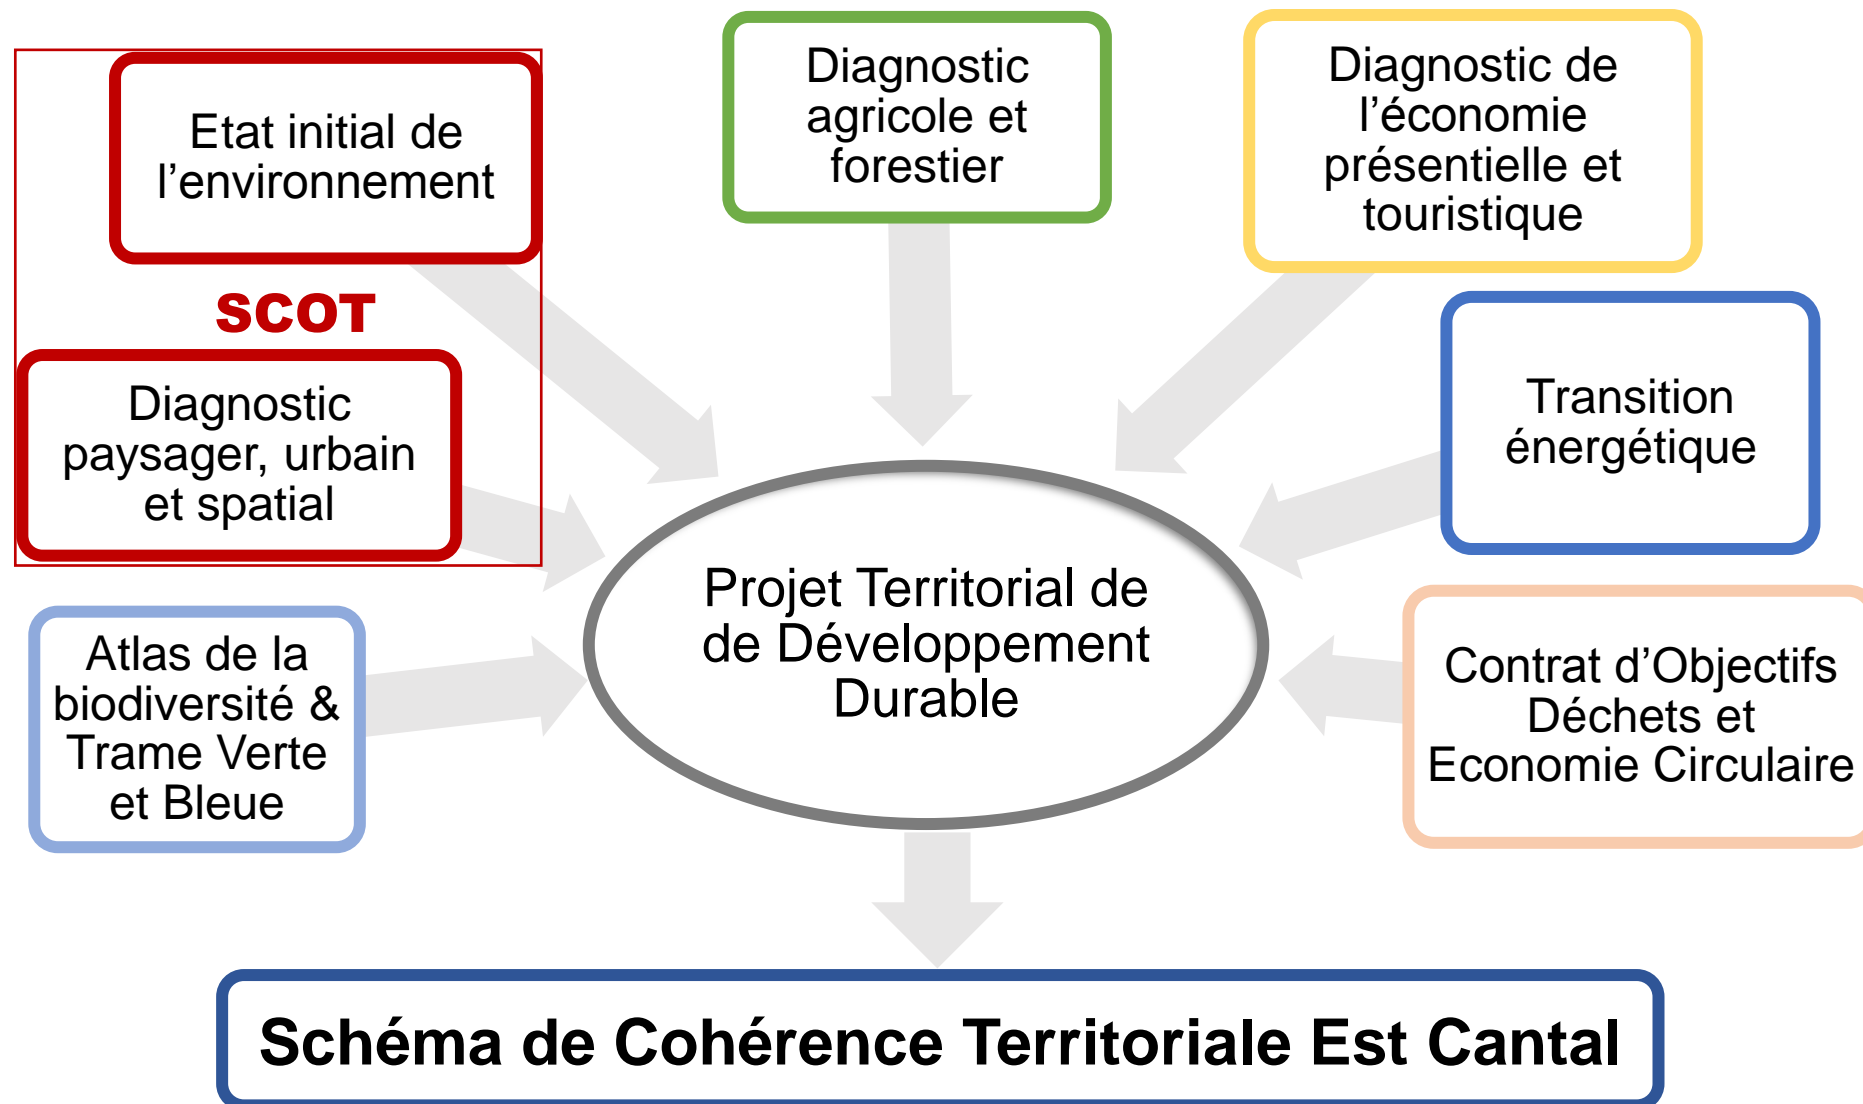 Etat initial de
l’environnement
SCOT
Diagnostic
paysager, urbain
et spatial
Atlas de la
biodiversité &
Trame Verte
et Bleue
Diagnostic
agricole et
forestier
Diagnostic de
l’économie
présentielle et
touristique
Transition
énergétique
Contrat d’Objectifs
Déchets et
Economie Circulaire
Projet Territorial de
de Développement
Durable
Schéma de Cohérence Territoriale Est Cantal